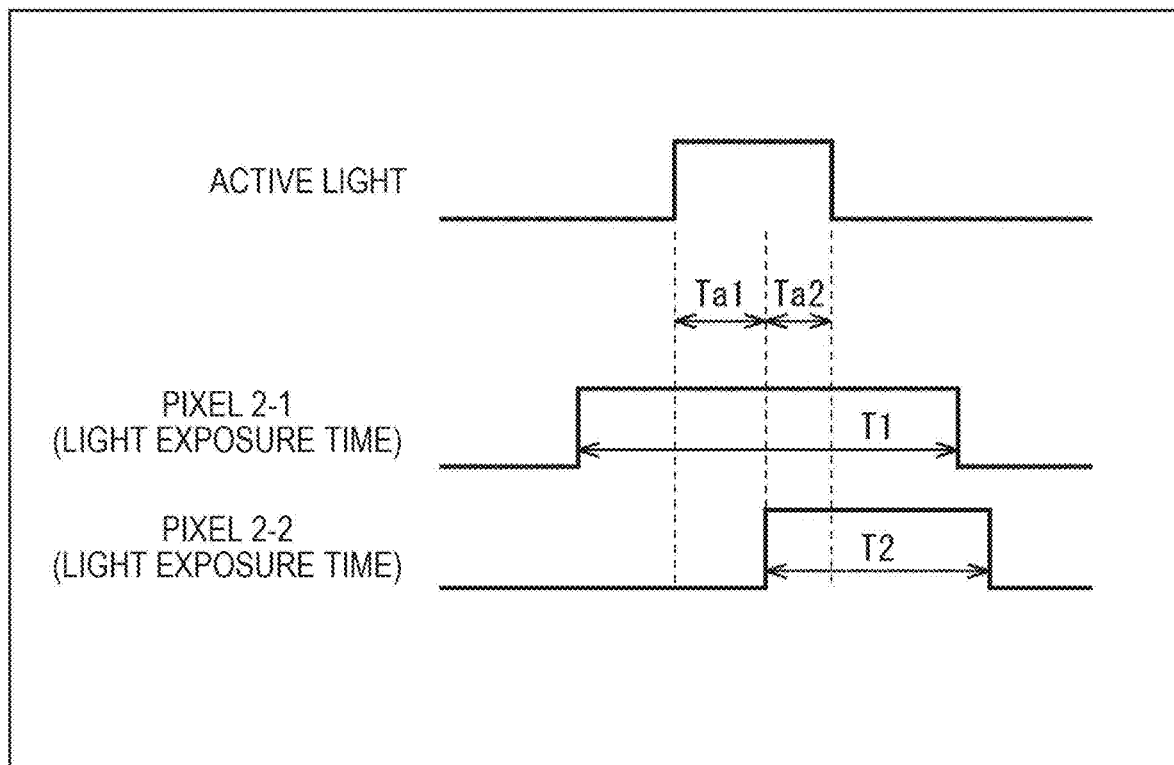 ACTIVE LIGHT
Ta1 Ta2
PIXEL 2-1
(LIGHT EXPOSURE TIME)
T1
PIXEL 2-2
(LIGHT EXPOSURE TIME)
T2